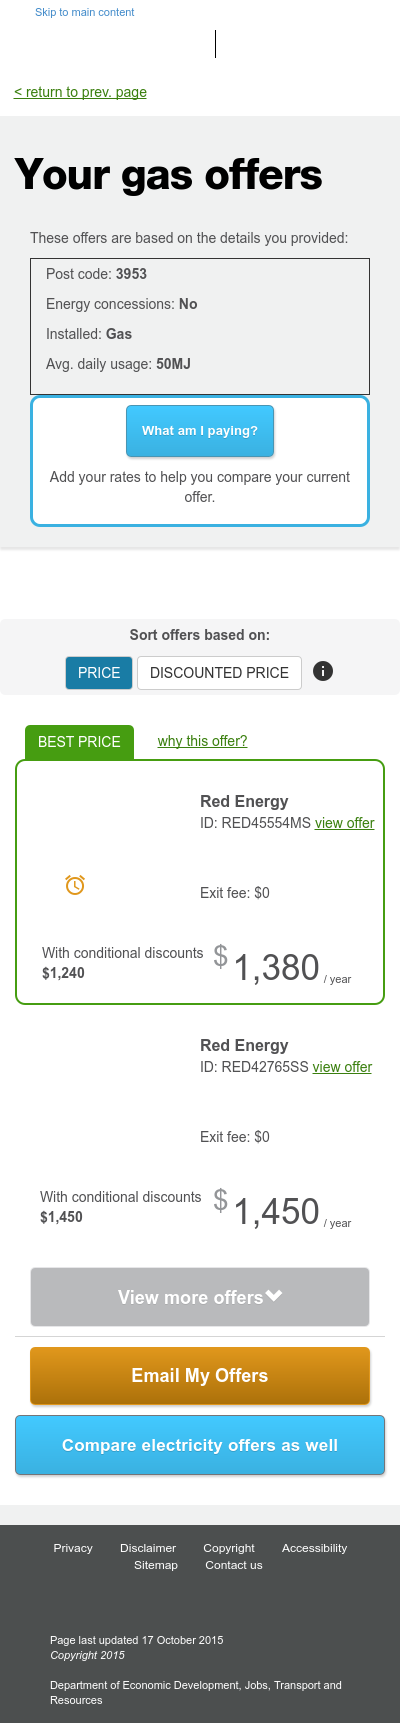 Skip to main content
< return to prev. page
Your gas offers
These offers are based on the details you provided:
Post code: 3953
Energy concessions: No
Installed: Gas
Avg. daily usage: 50MJ
What am I paying?
Add your rates to help you compare your current
offer.
Sort offers based on:
PRICE DISCOUNTED PRICE
BEST PRICE why this offer?
Red Energy
ID: RED45554MS view offer
Exit fee: $0
With conditional discounts
$1,240
$ 1,380 / year
Red Energy
ID: RED42765SS view offer
Exit fee: $0
With conditional discounts
$1,450
$ 1,450 / year
View more offers
Email My Offers
Compare electricity offers as well
Privacy Disclaimer Copyright Accessibility
Sitemap Contact us
Page last updated 17 October 2015
Copyright 2015
Department of Economic Development, Jobs, Transport and
Resources